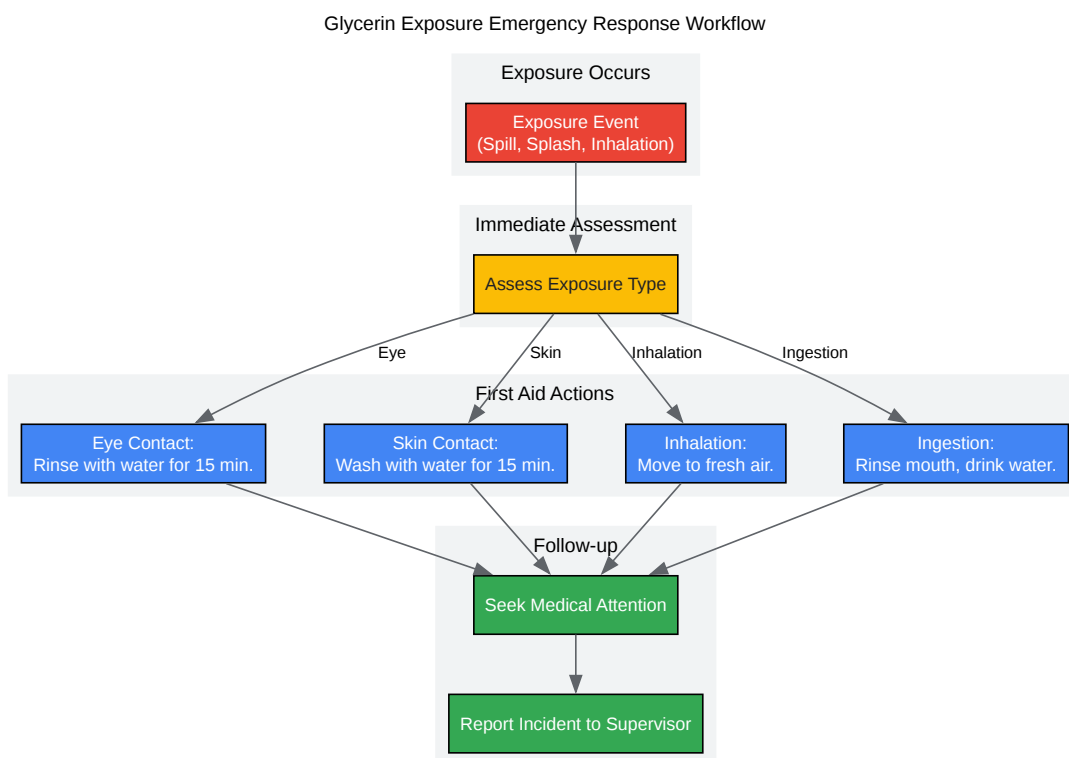 Glycerin Exposure Emergency Response Workflow
Exposure Occurs
Exposure Event
(Spill, Splash, Inhalation)
Immediate Assessment
Assess Exposure Type
Eye
Skin
Inhalation
Ingestion
First Aid Actions
Eye Contact:
Rinse with water for 15 min.
Skin Contact:
Wash with water for 15 min.
Inhalation:
Move to fresh air.
Ingestion:
Rinse mouth, drink water.
Follow-up
Seek Medical Attention
Report Incident to Supervisor